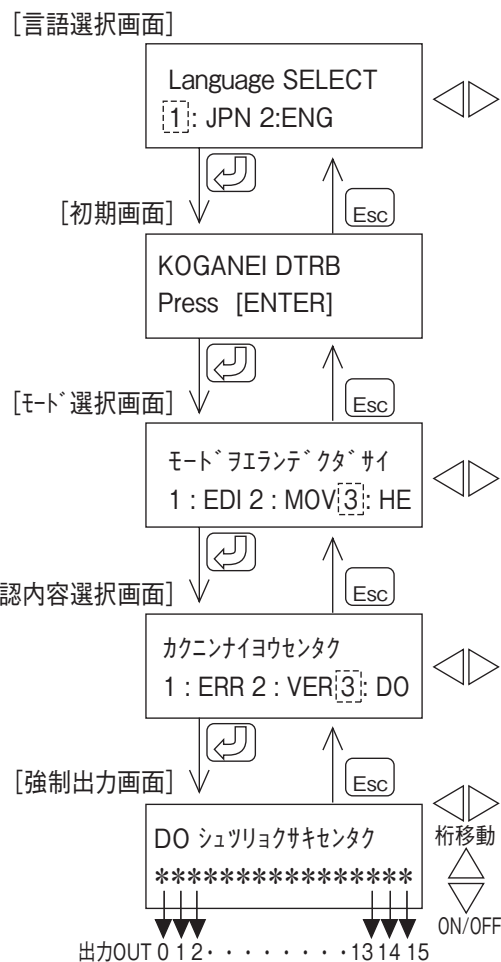 [言語選択画面]
Language SELECT
1: JPN 2:ENG
Esc
[初期画面]
KOGANEI DTRB
Press [ENTER]
Esc
[ﾓｰﾄﾞ選択画面]
ﾓｰﾄﾞｦｴﾗﾝﾃﾞｸﾀﾞｻｲ
1 : EDI 2 : MOV 3 : HE
Esc
認内容選択画面]
ｶｸﾆﾝﾅｲﾖｳｾﾝﾀｸ
1 : ERR 2 : VER 3 : DO
Esc
[強制出力画面]
DO ｼｭﾂﾘｮｸｻｷｾﾝﾀｸ
****************
桁移動
ON/OFF
出力OUT 0 1 2・・・・・・・・13 14 15